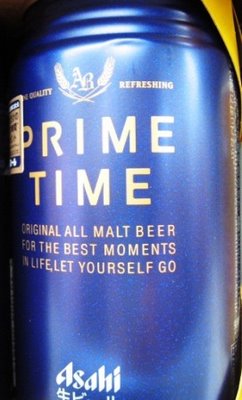 AB
QUALITY REFRESHING
PRIME
TIME
ORIGINAL ALL MALT BEER
FOR THE BEST MOMENTS
IN LIFE, LET YOURSELF GO
Asahi
生ビール